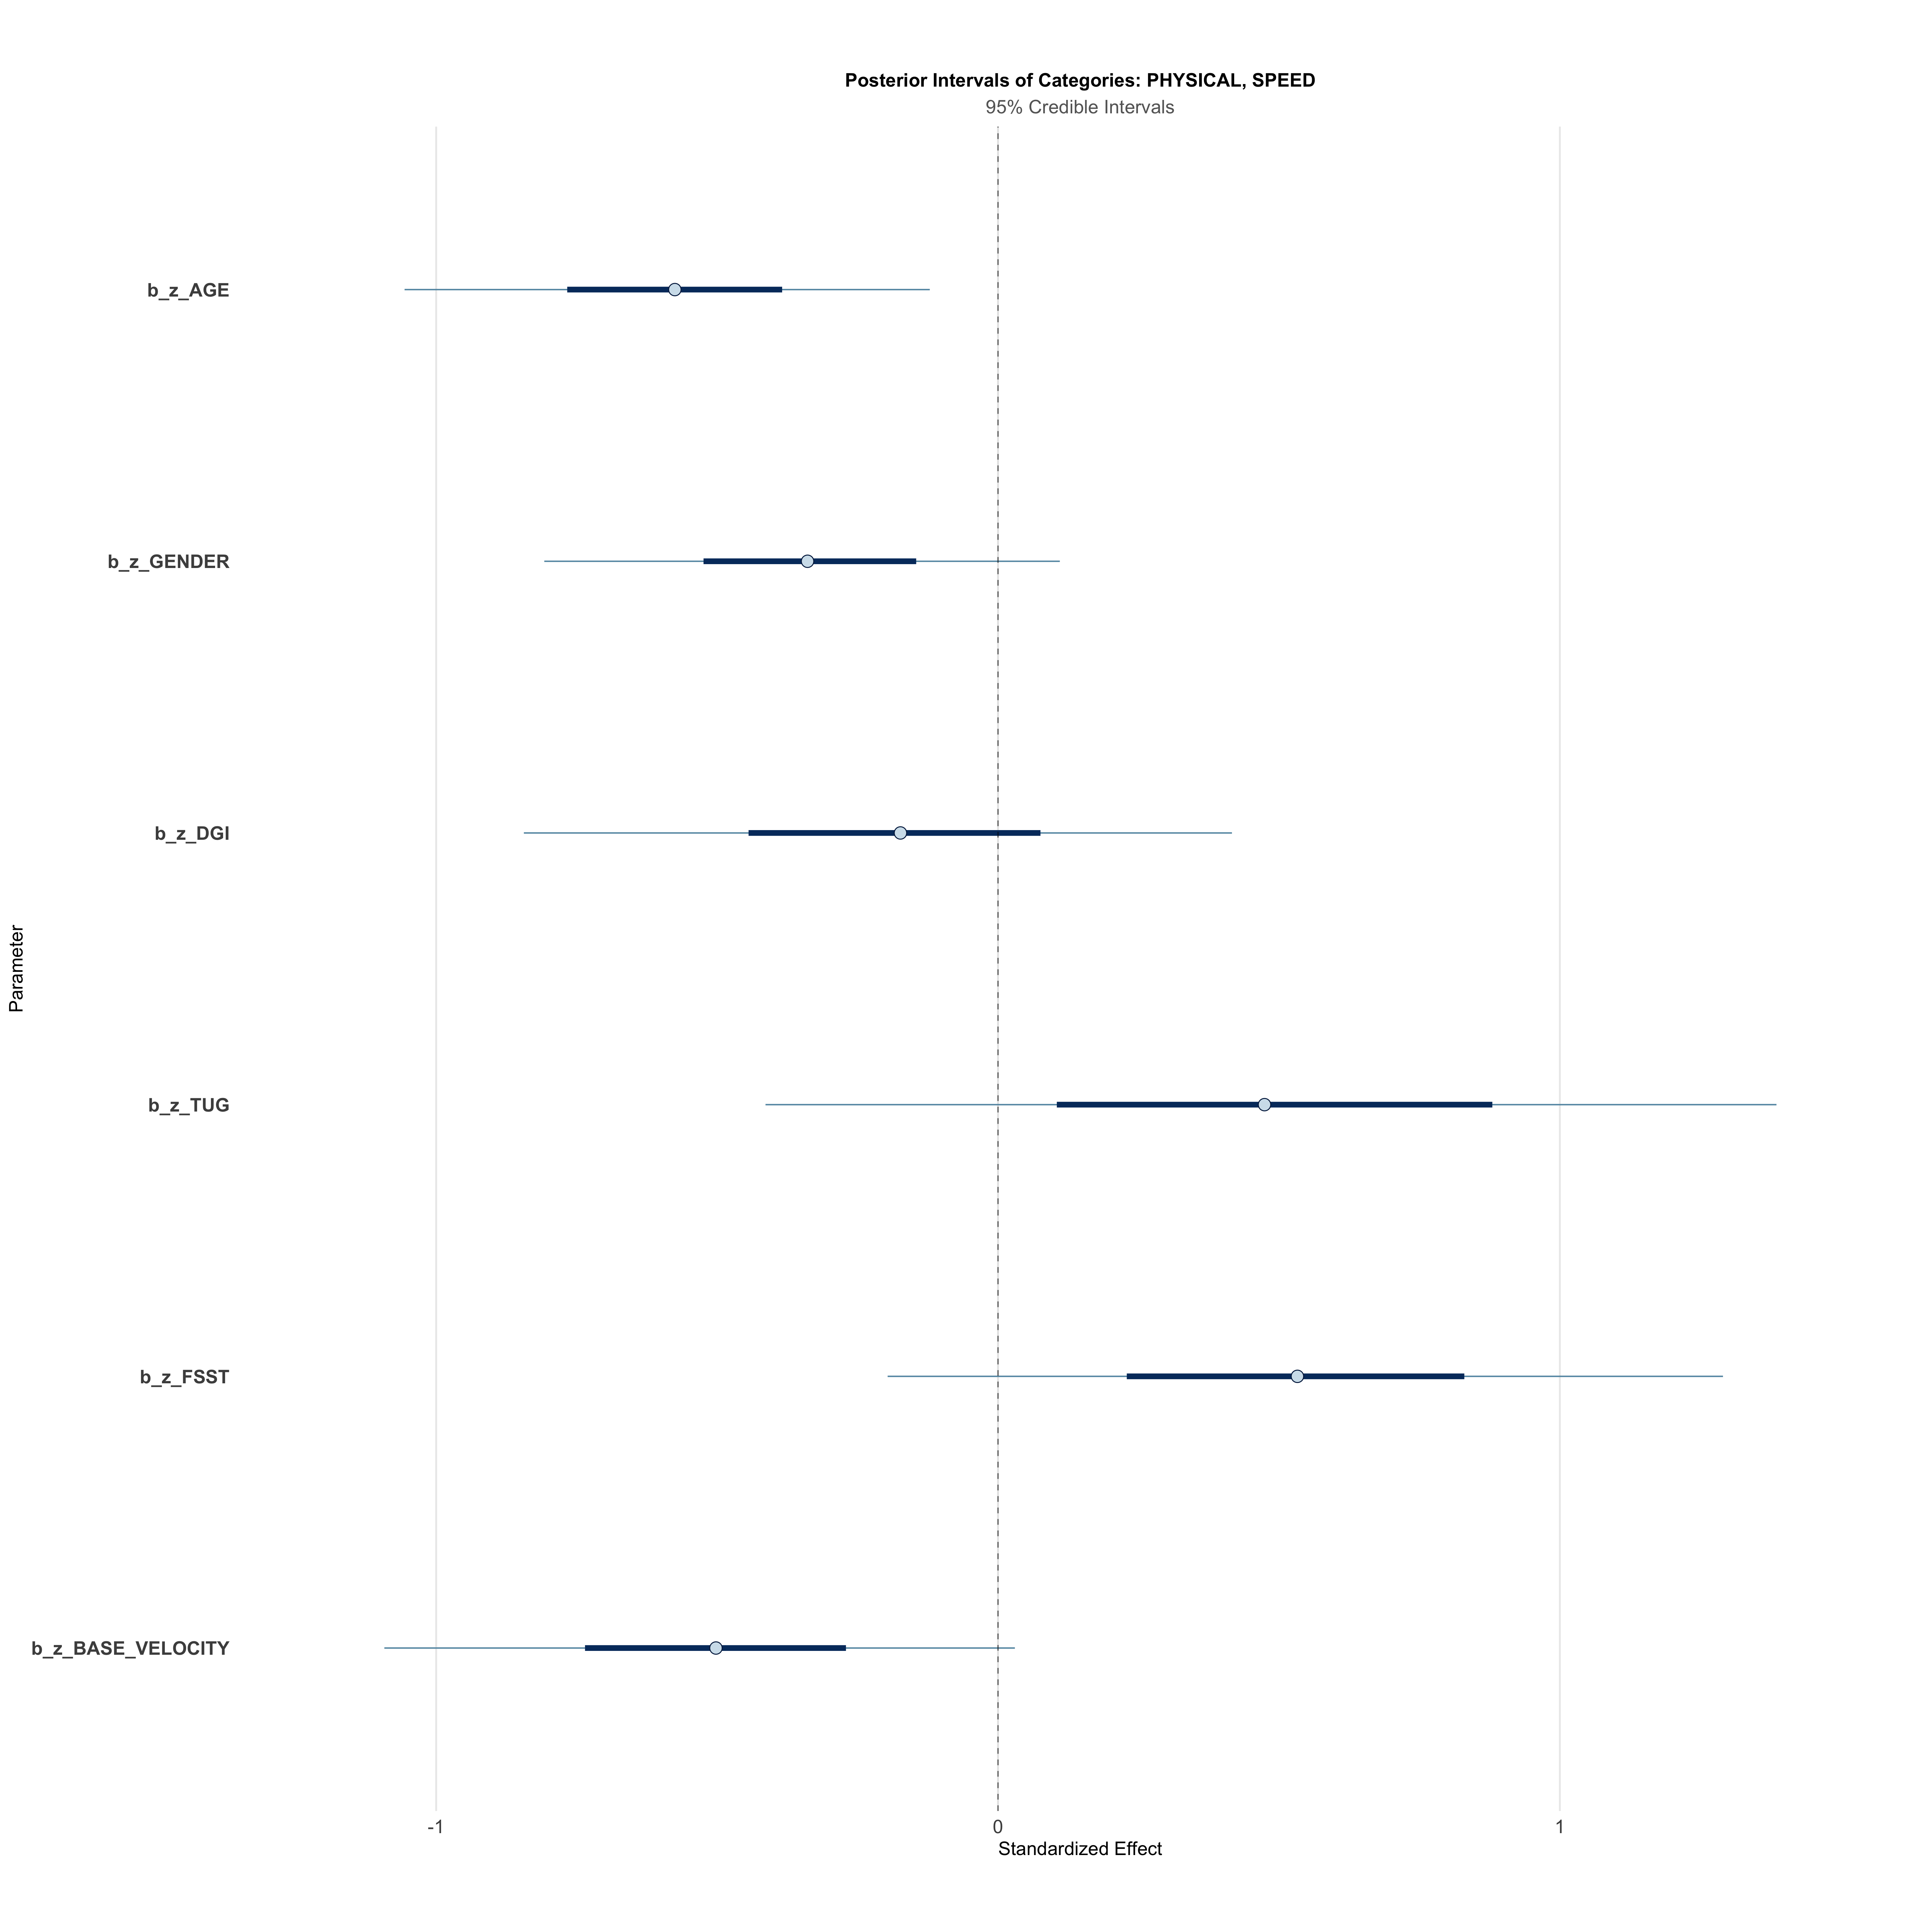 Posterior Intervals of Categories: PHYSICAL, SPEED
95% Credible Intervals
b_z_AGE
b_z_GENDER
b_z_DGI
Parameter
b_z_TUG
b_z_FSST
b_z_BASE_VELOCITY
-1 0 1
Standardized Effect